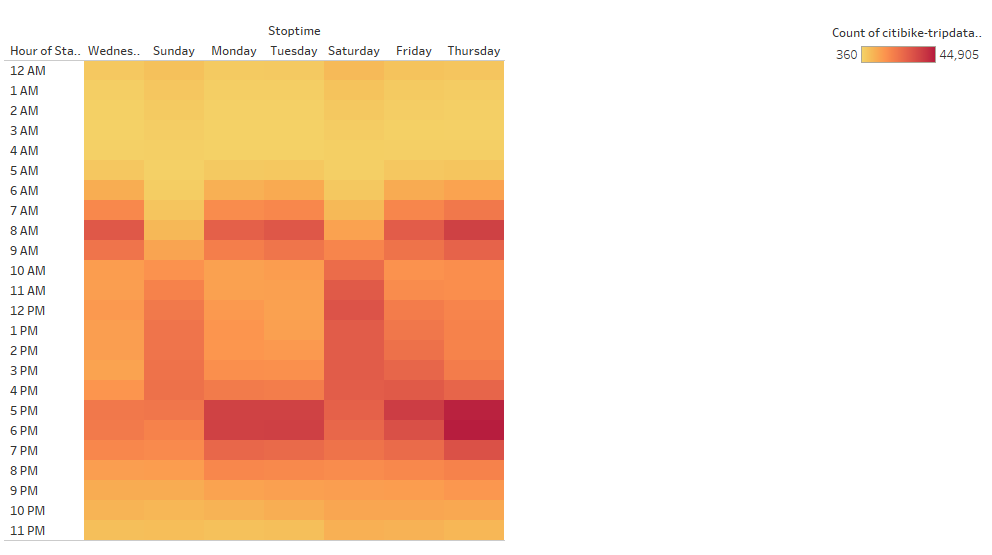 Stoptime
Hour of Sta.. Wednes.. Sunday Monday Tuesday Saturday Friday Thursday
12 AM
1 AM
2 AM
3 AM
4 AM
5 AM
6 AM
7 AM
8 AM
9 AM
10 AM
11 AM
12 PM
1 PM
2 PM
3 PM
4 PM
5 PM
6 PM
7 PM
8 PM
9 PM
10 PM
11 PM
Count of citibike-tripdata..
360 44,905